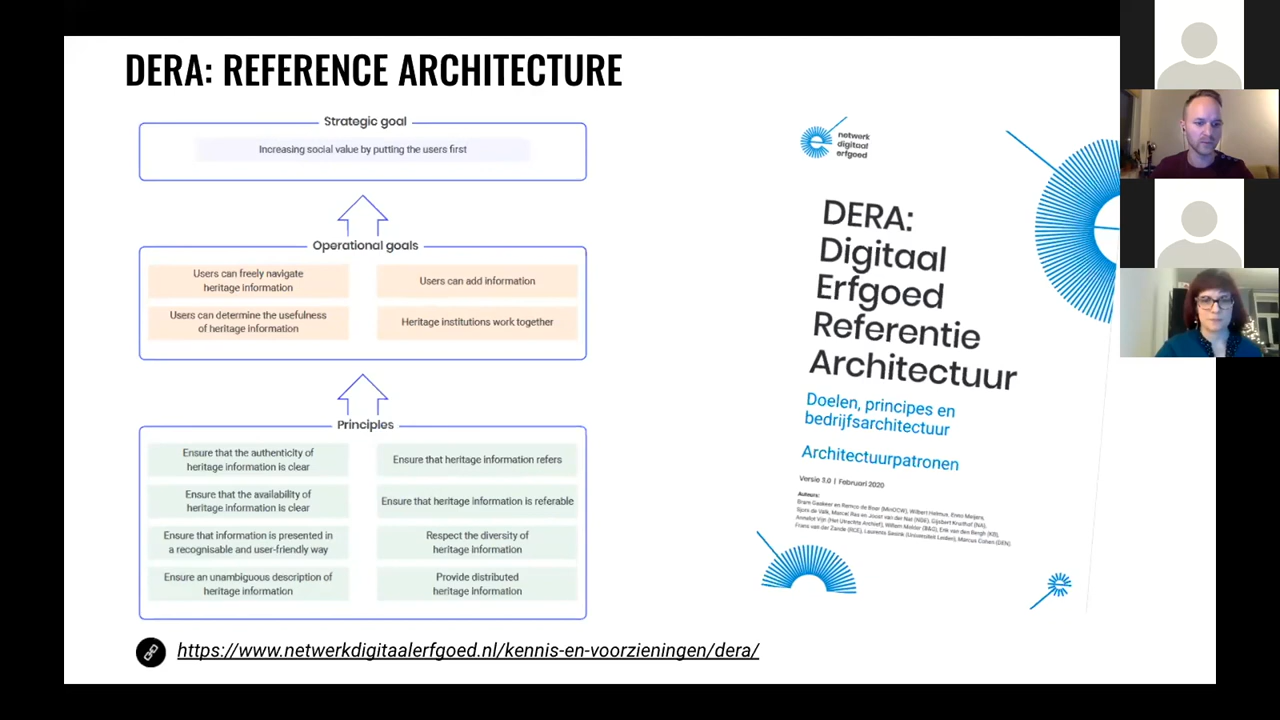 DERA: REFERENCE ARCHITECTURE
Strategic goal
Increasing social value by putting the users first
Operational goals
Users can freely navigate
heritage information
Users can add information
Users can determine the usefulness
of heritage information
Heritage institutions work together
Principles
Ensure that the authenticity of
heritage information is clear
Ensure that heritage information refers
Ensure that the availability of
heritage information is clear
Ensure that heritage information is referable
Ensure that information is presented in
a recognisable and user-friendly way
Respect the diversity of
heritage information
Ensure an unambiguous description of
heritage information
Provide distributed
heritage information
https://www.netwerkdigitaalerfgoed.nl/kennis-en-voorzieningen/dera/
netwerk
digitaal
erfgoed
DERA:
Digitaal
Erfgoed
Referentie
Architectuur
Doelen, principes en
bedrijfsarchitectuur
Architectuurpatronen
Versie 3.0 | Februari 2020
Auteurs: